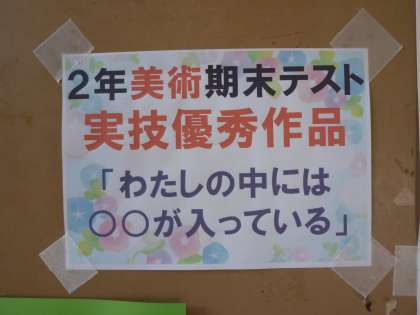 2年美術期末テスト
実技優秀作品
「わたしの中には
○○が入っている」